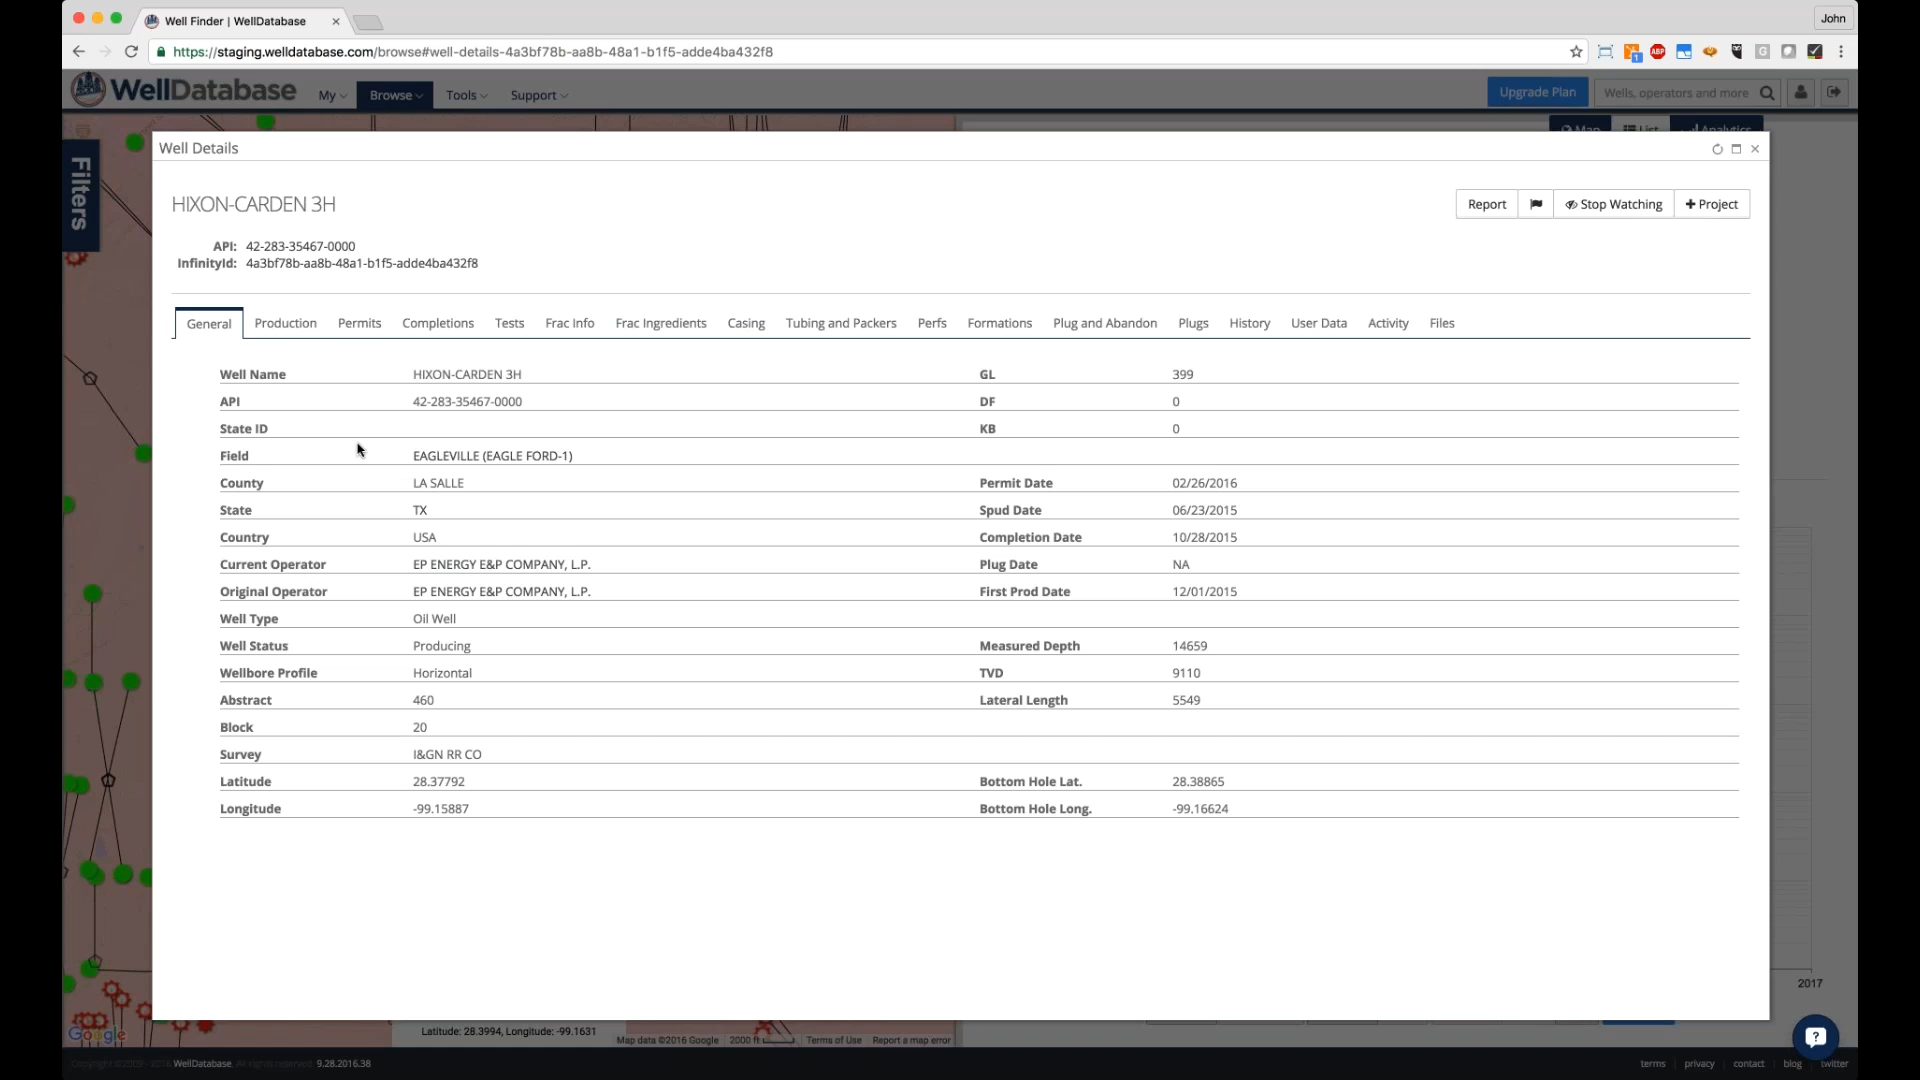 Well Finder | WellDatabase
John
https://staging.welldatabase.com/browse#well-details-4a3bf78b-aa8b-48a1-b1f5-adde4ba432f8
WellDatabase My Browse Tools Support Upgrade Plan Wells, operators and more
Map List Analytics
Filters
Well Details
HIXON-CARDEN 3H
Report Stop Watching Project
API: 42-283-35467-0000
InfinityId: 4a3bf78b-aa8b-48a1-b1f5-adde4ba432f8
General Production Permits Completions Tests Frac Info Frac Ingredients Casing Tubing and Packers Perfs Formations Plug and Abandon Plugs History User Data Activity Files
Well Name HIXON-CARDEN 3H GL 399
API 42-283-35467-0000 DF 0
State ID KB 0
Field EAGLEVILLE (EAGLE FORD-1)
County LA SALLE Permit Date 02/26/2016
State TX Spud Date 06/23/2015
Country USA Completion Date 10/28/2015
Current Operator EP ENERGY E&P COMPANY, L.P. Plug Date NA
Original Operator EP ENERGY E&P COMPANY, L.P. First Prod Date 12/01/2015
Well Type Oil Well
Well Status Producing Measured Depth 14659
Wellbore Profile Horizontal TVD 9110
Abstract 460 Lateral Length 5549
Block 20
Survey I&GN RR CO
Latitude 28.37792 Bottom Hole Lat. 28.38865
Longitude -99.15887 Bottom Hole Long. -99.16624
2017
Google
Latitude: 28.3994, Longitude: -99.1631
Map data ©2016 Google 2000 ft Terms of Use Report a map error
WellDatabase 9.28.2016.38
terms privacy contact blog twitter